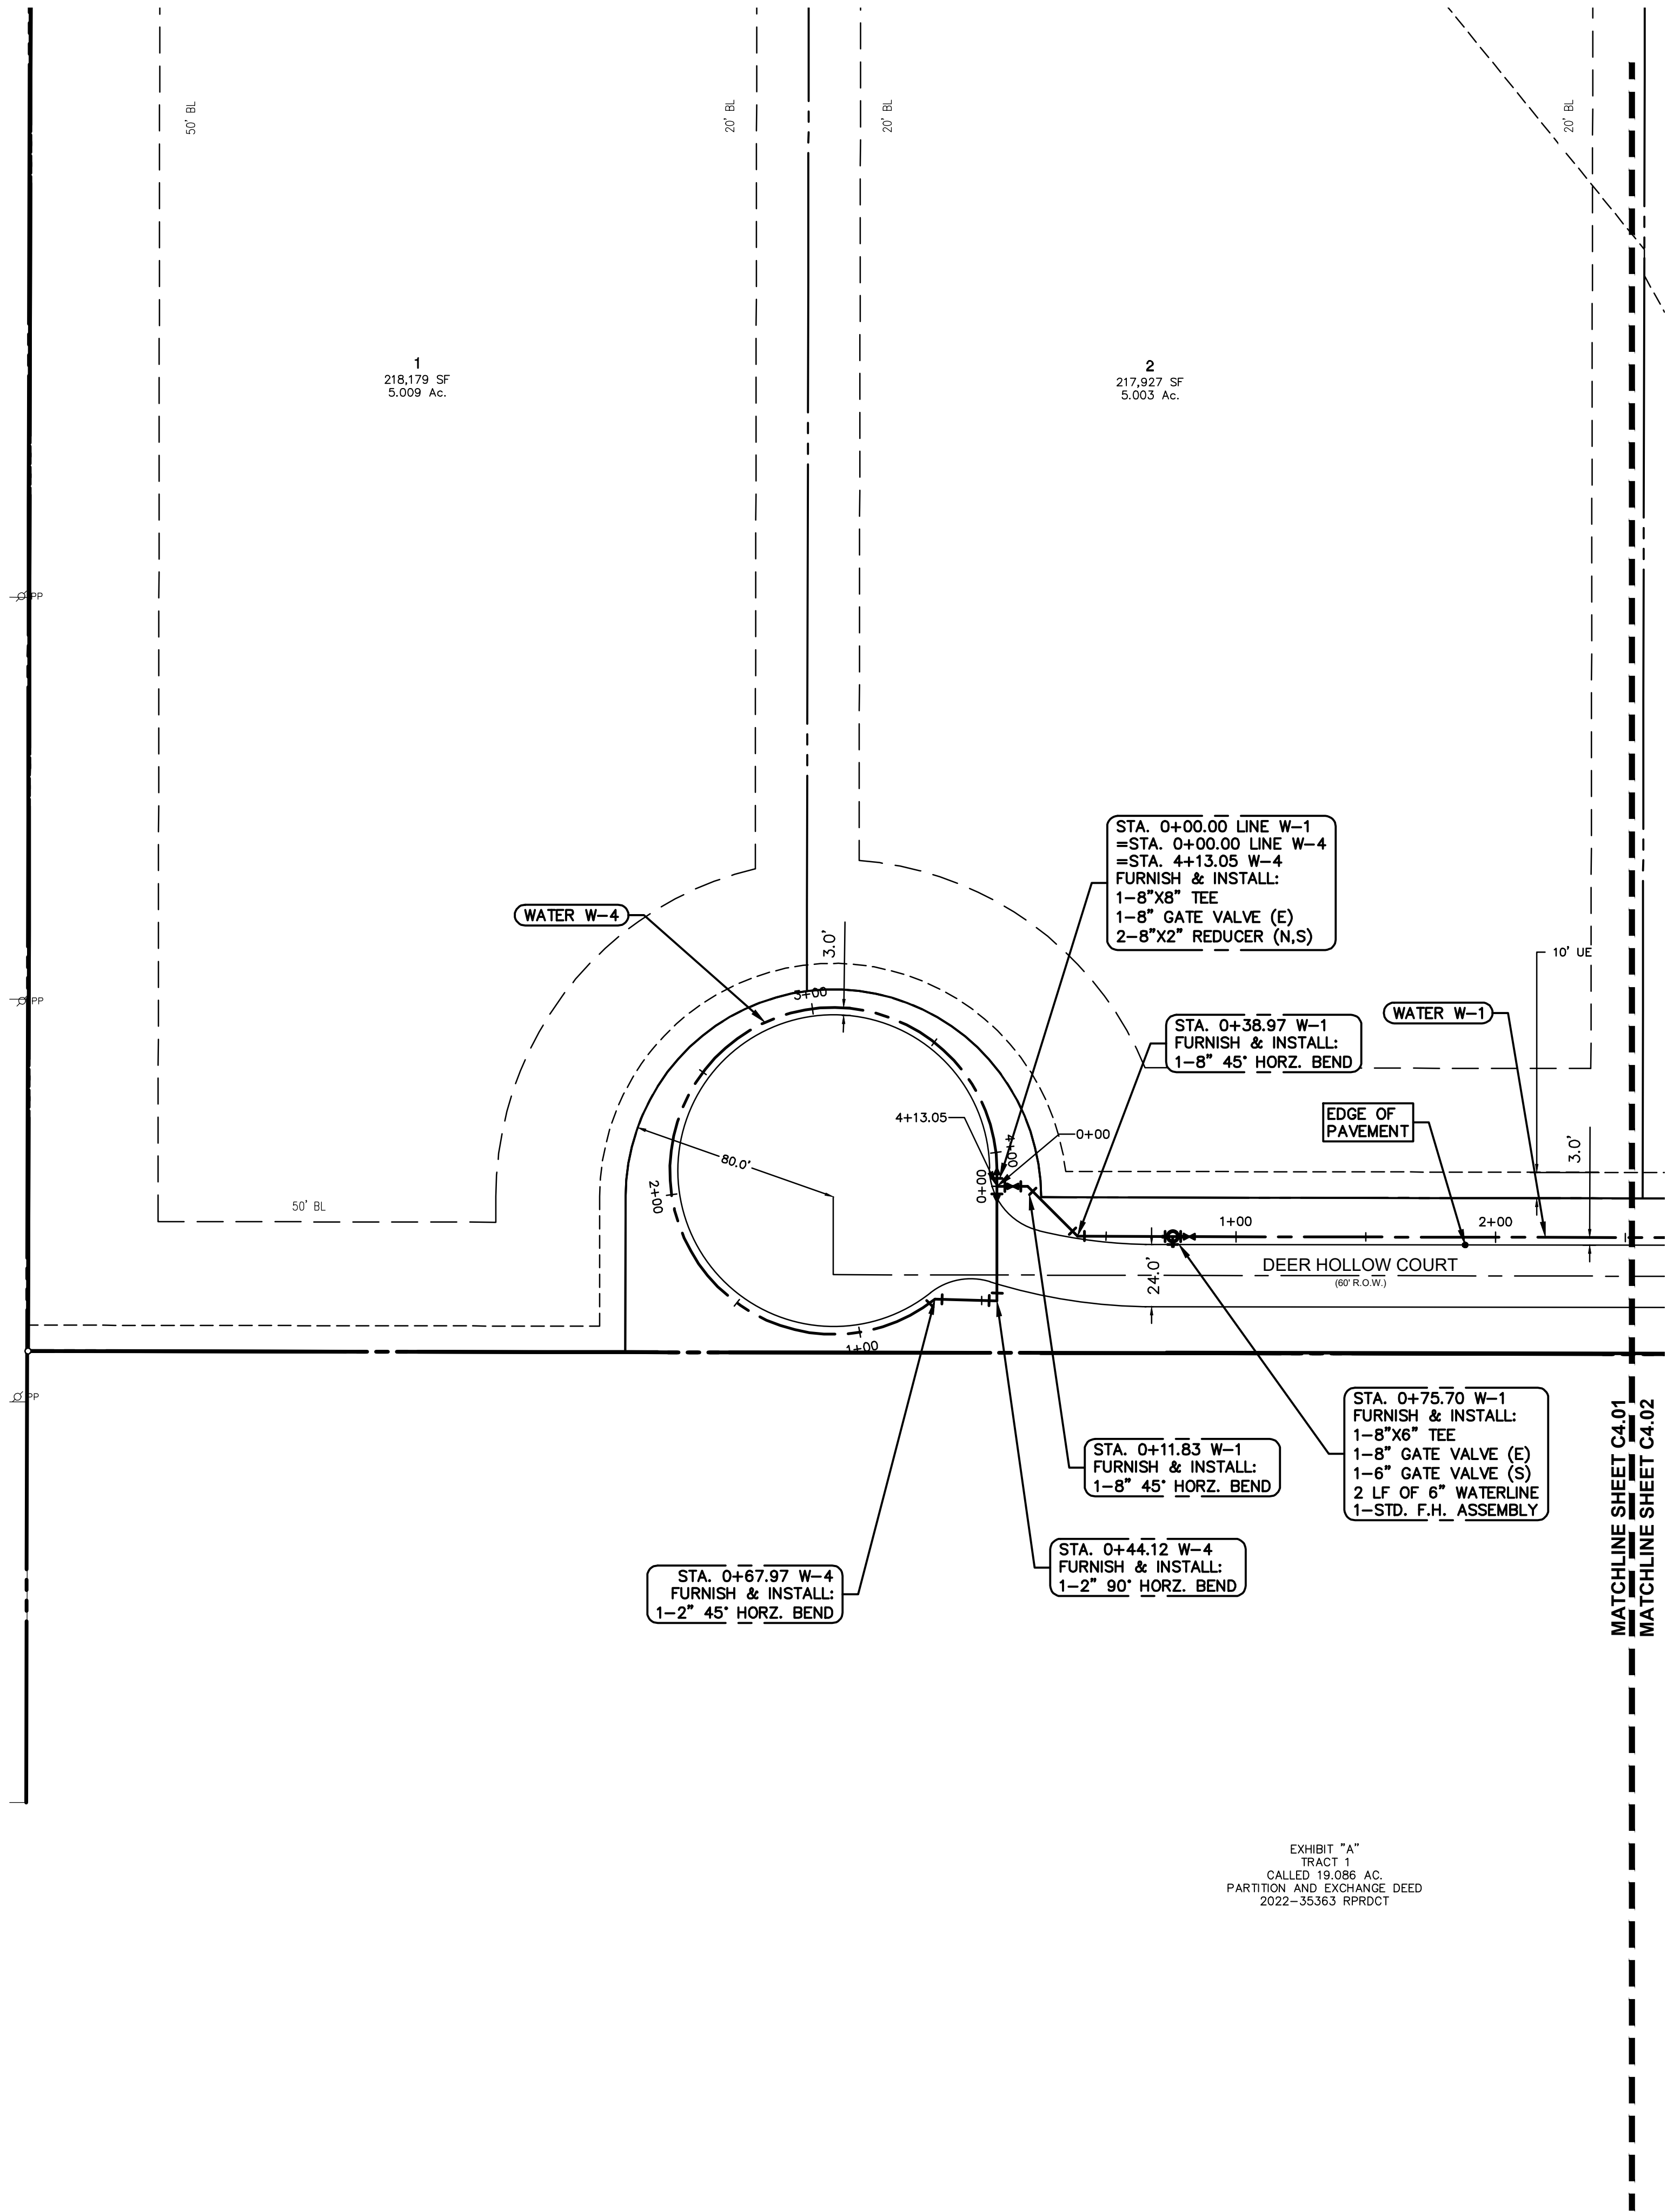 50' BL
20' BL
20' BL
20' BL
1
218,179 SF
5.009 Ac.
2
217,927 SF
5.003 Ac.
PP
STA. 0+00.00 LINE W-1
=STA. 0+00.00 LINE W-4
=STA. 4+13.05 W-4
FURNISH & INSTALL:
1-8"X8" TEE
1-8" GATE VALVE (E)
2-8"X2" REDUCER (N,S)
WATER W-4
3.0'
10' UE
3+00
PP
WATER W-1
STA. 0+38.97 W-1
FURNISH & INSTALL:
1-8" 45° HORZ. BEND
EDGE OF
PAVEMENT
4+13.05
0+00
4+00
3.0'
80.0'
0+00
2+00
50' BL
1+00
2+00
DEER HOLLOW COURT
(60' R.O.W.)
24.0'
1+00
PP
STA. 0+75.70 W-1
FURNISH & INSTALL:
1-8"X6" TEE
1-8" GATE VALVE (E)
1-6" GATE VALVE (S)
2 LF OF 6" WATERLINE
1-STD. F.H. ASSEMBLY
MATCHLINE SHEET C4.01
MATCHLINE SHEET C4.02
STA. 0+11.83 W-1
FURNISH & INSTALL:
1-8" 45° HORZ. BEND
STA. 0+44.12 W-4
FURNISH & INSTALL:
1-2" 90° HORZ. BEND
STA. 0+67.97 W-4
FURNISH & INSTALL:
1-2" 45° HORZ. BEND
EXHIBIT "A"
TRACT 1
CALLED 19.086 AC.
PARTITION AND EXCHANGE DEED
2022-35363 RPRDCT